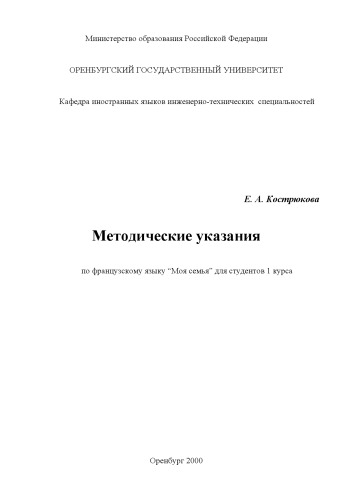 Министерство образования Российской Федерации
ОРЕНБУРГСКИЙ ГОСУДАРСТВЕННЫЙ УНИВЕРСИТЕТ
Кафедра иностранных языков инженерно-технических специальностей
Е. А. Кострюкова
Методические указания
по французскому языку “Моя семья” для студентов 1 курса
Оренбург 2000